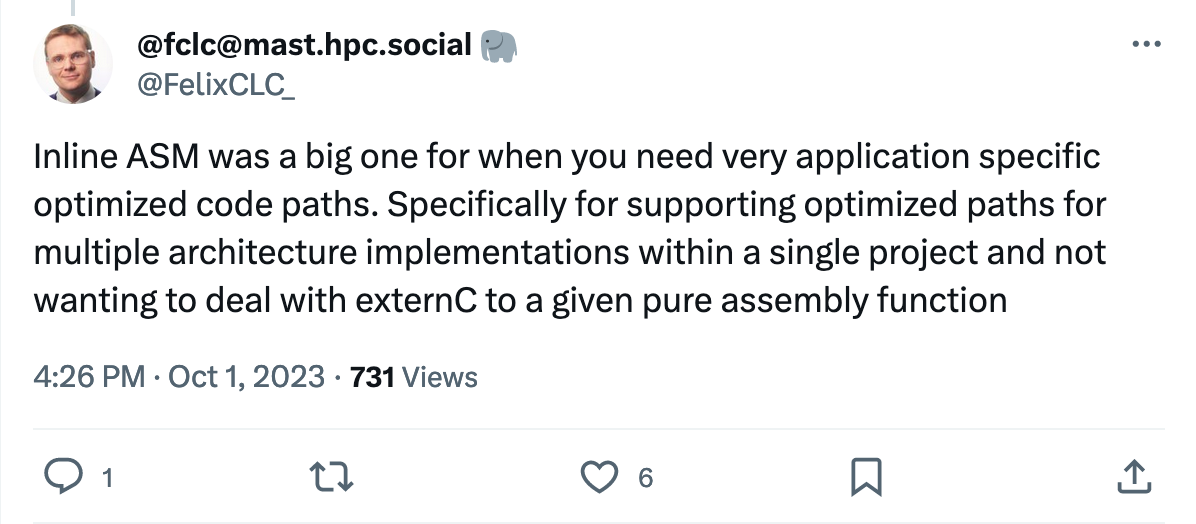 @fclc@mast.hpc.social 🐘
@FelixCLC_
Inline ASM was a big one for when you need very application specific
optimized code paths. Specifically for supporting optimized paths for
multiple architecture implementations within a single project and not
wanting to deal with externC to a given pure assembly function
4:26 PM · Oct 1, 2023 · 731 Views
1 6